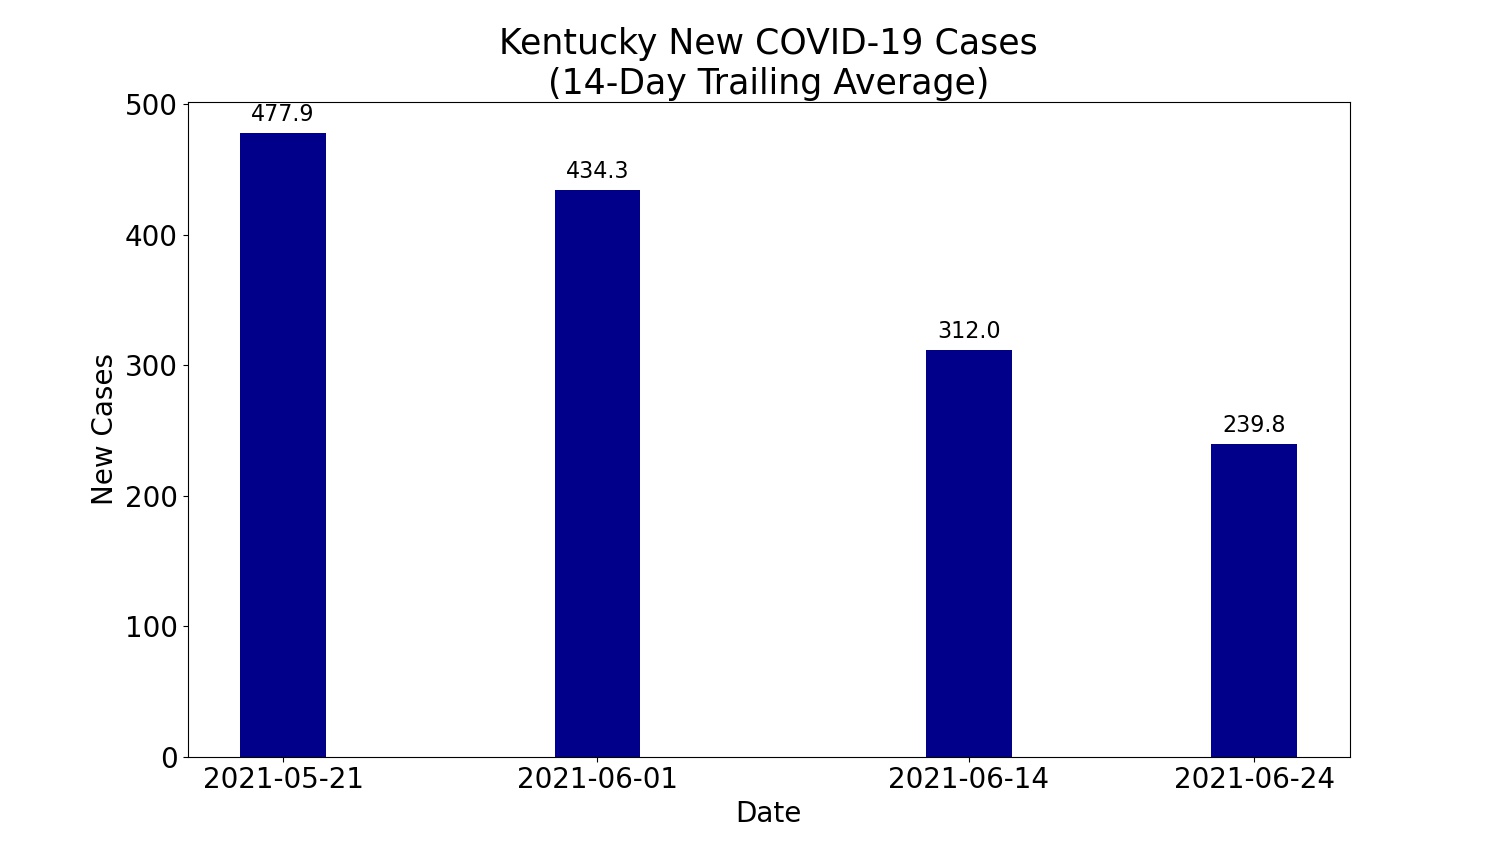 Kentucky New COVID-19 Cases
(14-Day Trailing Average)
500
477.9
434.3
400
312.0
300
239.8
New Cases
200
100
0
2021-05-21 2021-06-01 2021-06-14 2021-06-24
Date